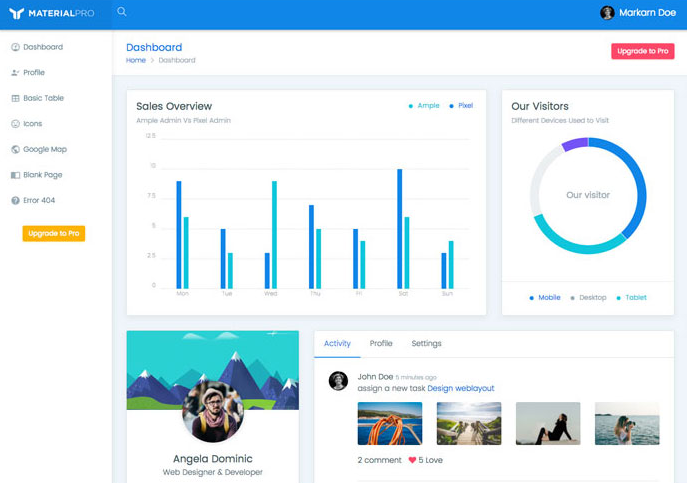 MATERIALPRO
Markarn Doe
Dashboard
Profile
Basic Table
Icons
Google Map
Blank Page
Error 404
Upgrade to Pro
Dashboard
Home > Dashboard
Upgrade to Pro
Sales Overview
Ample Admin Vs Pixel Admin
Ample Pixel
12.5
10
7.5
5
2.5
0
Mon Tue Wed Thu Fri Sat Sun
Our Visitors
Different Devices Used to Visit
Our visitor
Mobile Desktop Tablet
Angela Dominic
Web Designer & Developer
Activity Profile Settings
John Doe 5 minutes ago
assign a new task Design weblayout
2 comment 5 Love